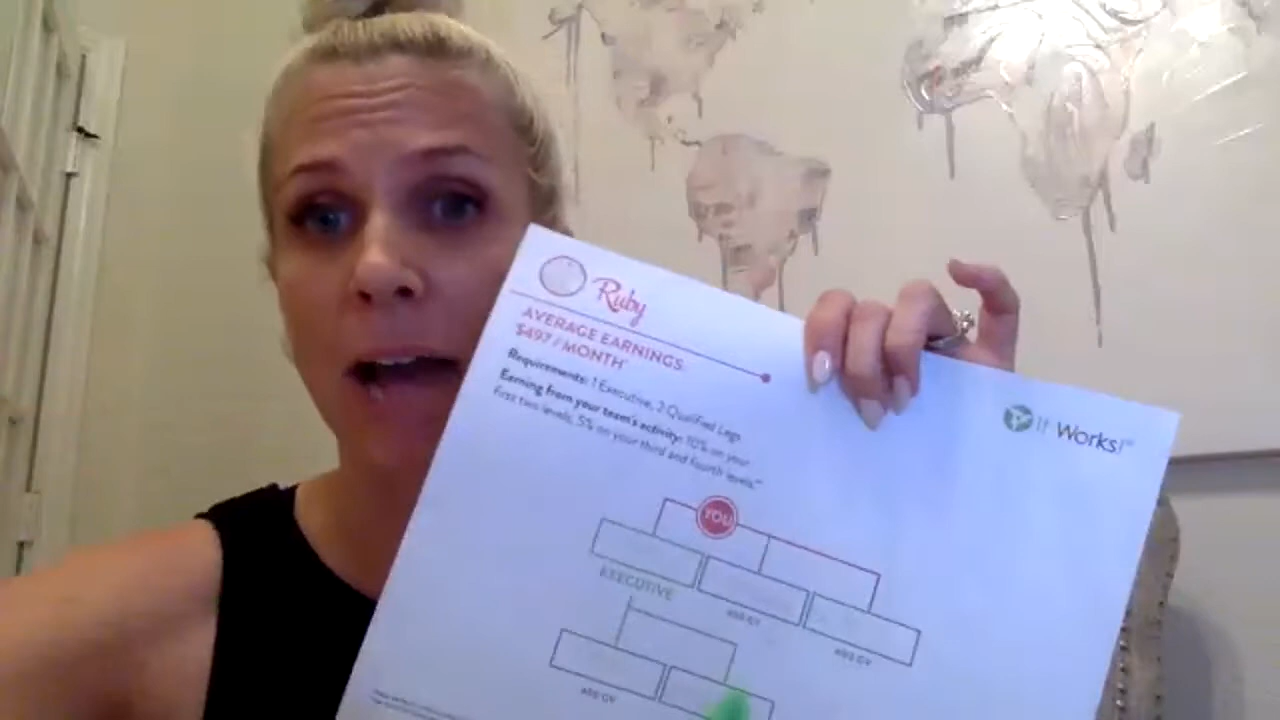 Ruby
AVERAGE EARNINGS
$497 / MONTH*
Requirements: 1 Executive, 2 Qualified Legs
Earning from your team's activity: 10% on your
first two levels, 5% on your third and fourth levels.**
It Works!
YOU
EXECUTIVE